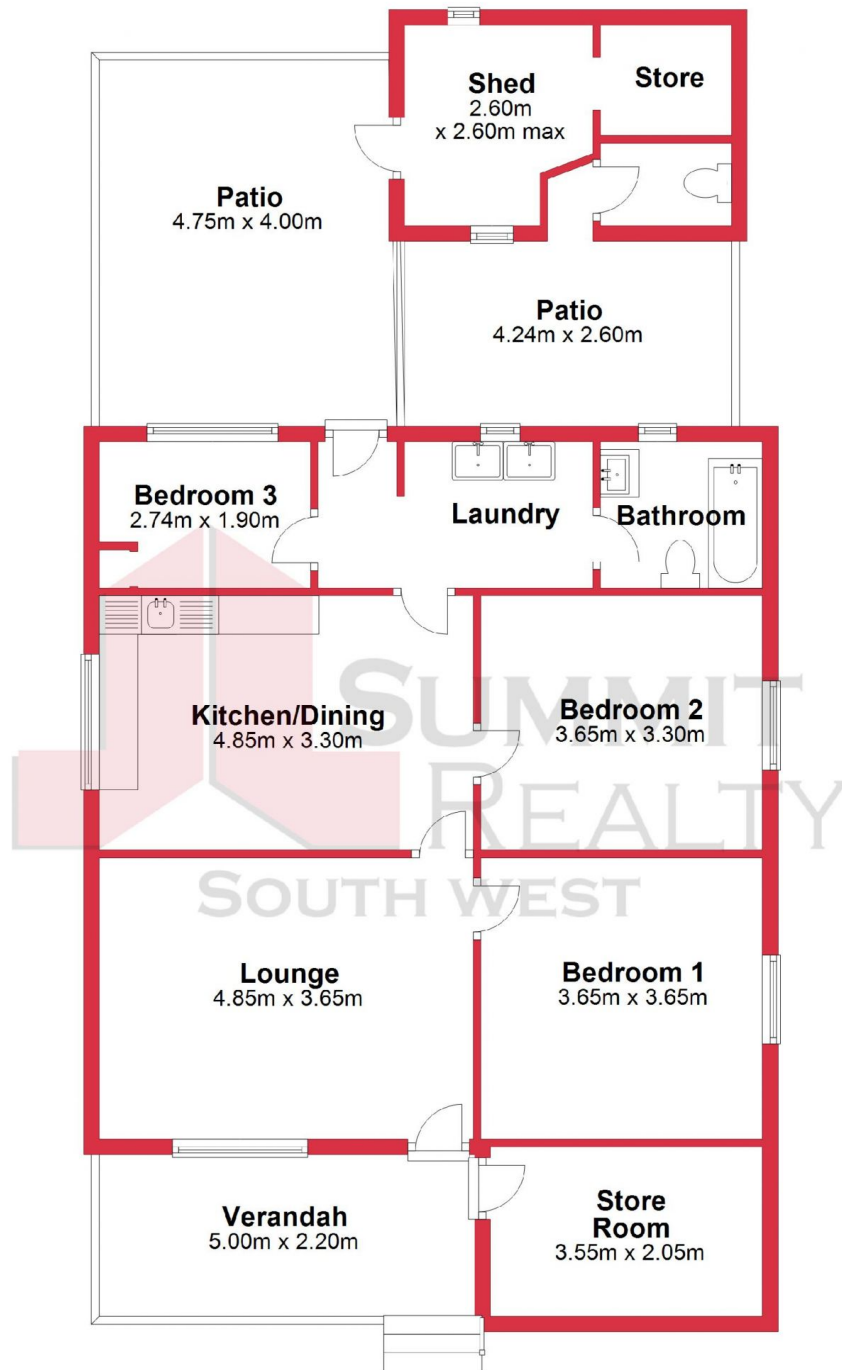 Shed
2.60m
x 2.60m max
Store
Patio
4.75m x 4.00m
Patio
4.24m x 2.60m
Bedroom 3
2.74m x 1.90m
Laundry
Bathroom
Kitchen/Dining
4.85m x 3.30m
Bedroom 2
3.65m x 3.30m
SUMMIT
REALTY
SOUTH WEST
Lounge
4.85m x 3.65m
Bedroom 1
3.65m x 3.65m
Verandah
5.00m x 2.20m
Store
Room
3.55m x 2.05m